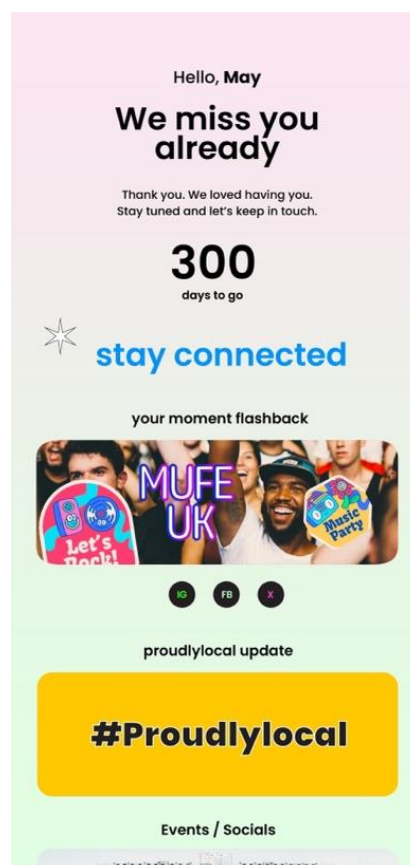 Hello, May
We miss you
already
Thank you. We loved having you.
Stay tuned and let's keep in touch.
300
days to go
stay connected
your moment flashback
MUFE
UK
Let's
Rock!
Music
Party
IG FB X
proudlylocal update
#Proudlylocal
Events / Socials